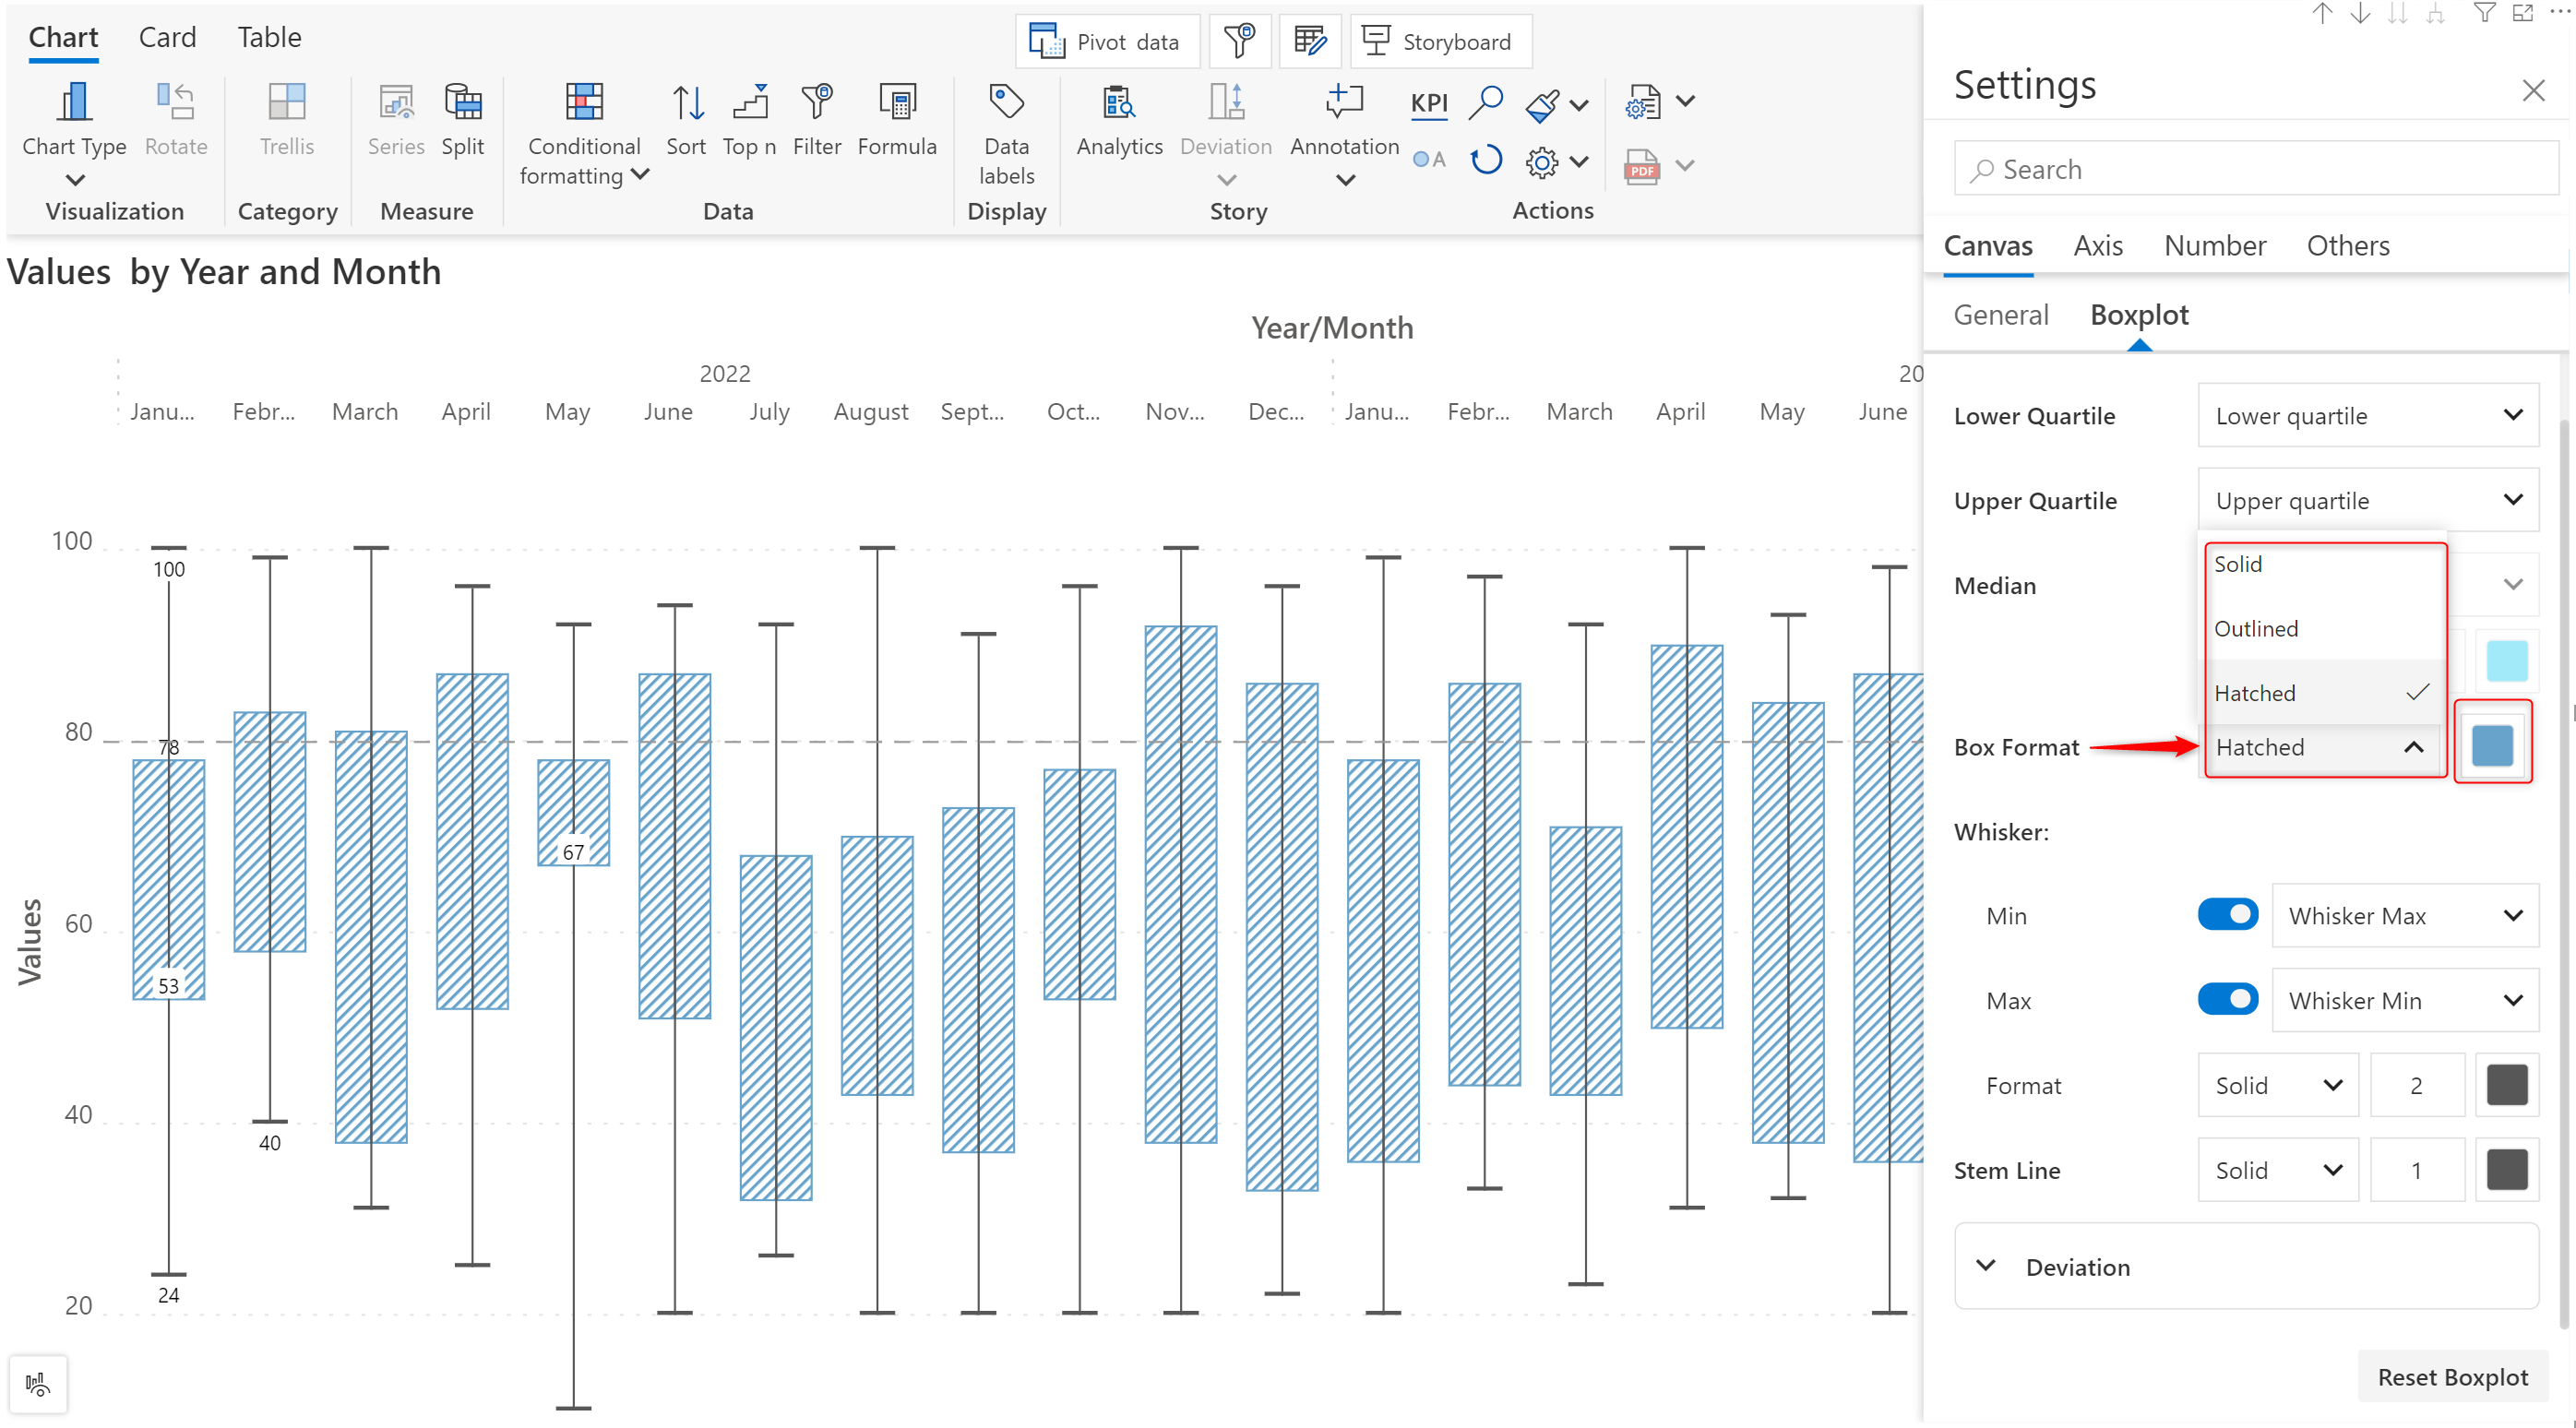 Chart Card Table
Pivot data Storyboard
Chart Type Rotate Trellis Series Split Conditional formatting Sort Top n Filter Formula Data labels Analytics Deviation Annotation KPI A PDF
Visualization Category Measure Data Display Story Actions
Values by Year and Month
Year/Month
2022 20
Janu... Febr... March April May June July August Sept... Oct... Nov... Dec... Janu... Febr... March April May June
Values
100
80
60
40
20
100
78
53
24
40
67
Settings
Search
Canvas Axis Number Others
General Boxplot
Lower Quartile Lower quartile
Upper Quartile Upper quartile
Median
Solid
Outlined
Hatched
Box Format Hatched
Whisker:
Min Whisker Max
Max Whisker Min
Format Solid 2
Stem Line Solid 1
Deviation
Reset Boxplot